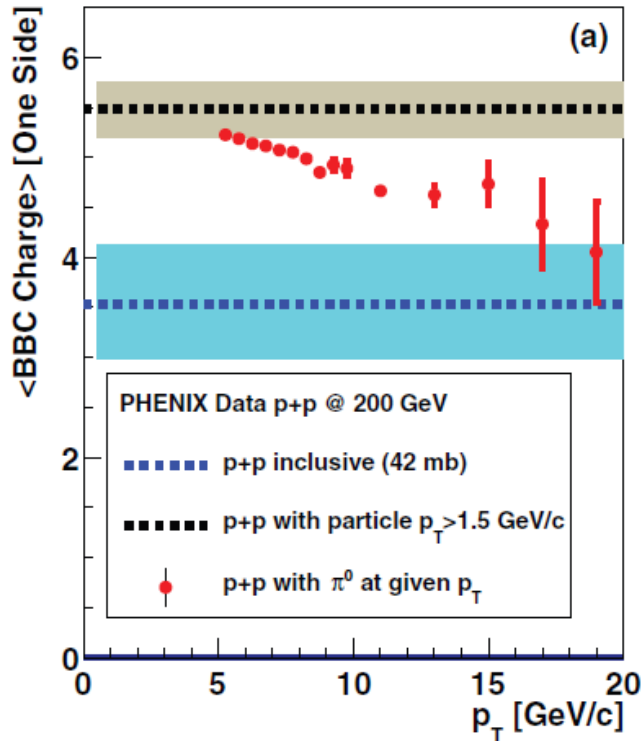 (a)
<BBC Charge> [One Side]
6
4
2
0
PHENIX Data p+p @ 200 GeV
p+p inclusive (42 mb)
p+p with particle p_T>1.5 GeV/c
p+p with π⁰ at given p_T
0 5 10 15 20
p_T [GeV/c]